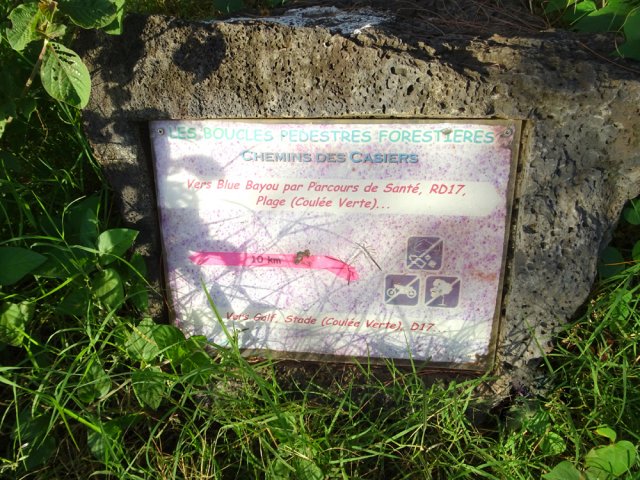 LES BOUCLES PEDESTRES FORESTIERES
CHEMINS DES CASIERS
Vers Blue Bayou par Parcours de Santé, RD17,
Plage (Coulée Verte)...
10 km
Vers Golf, Stade (Coulée Verte), D17...